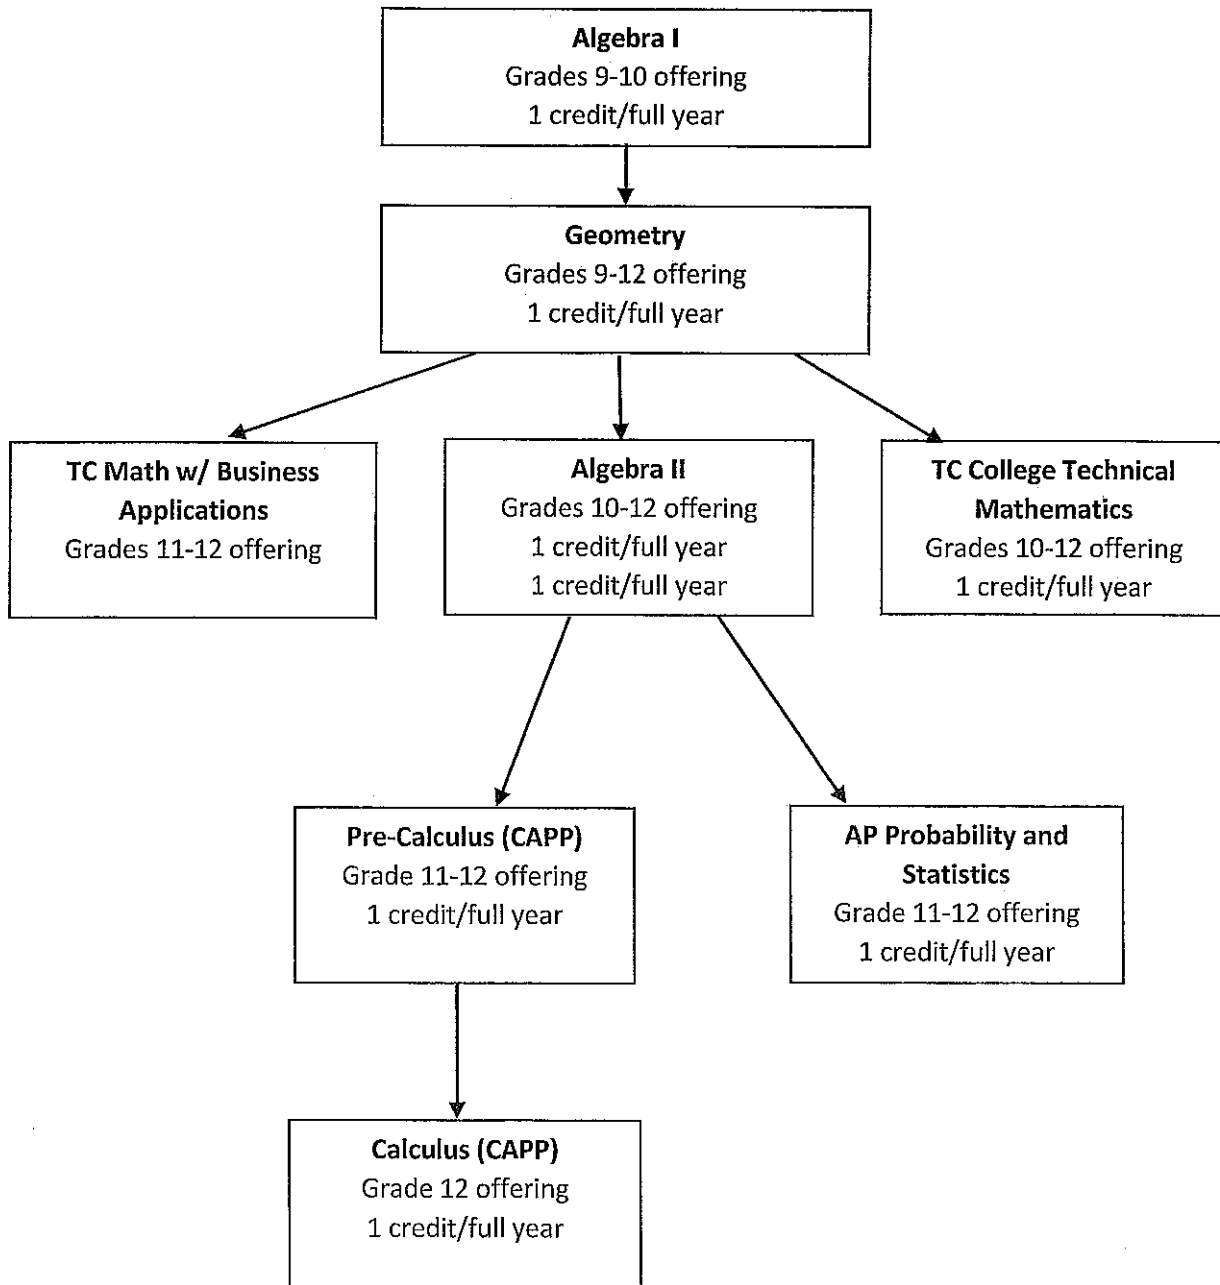 Algebra I
Grades 9-10 offering
1 credit/full year
Geometry
Grades 9-12 offering
1 credit/full year
TC Math w/ Business
Applications
Grades 11-12 offering
Algebra II
Grades 10-12 offering
1 credit/full year
1 credit/full year
TC College Technical
Mathematics
Grades 10-12 offering
1 credit/full year
Pre-Calculus (CAPP)
Grade 11-12 offering
1 credit/full year
AP Probability and
Statistics
Grade 11-12 offering
1 credit/full year
Calculus (CAPP)
Grade 12 offering
1 credit/full year